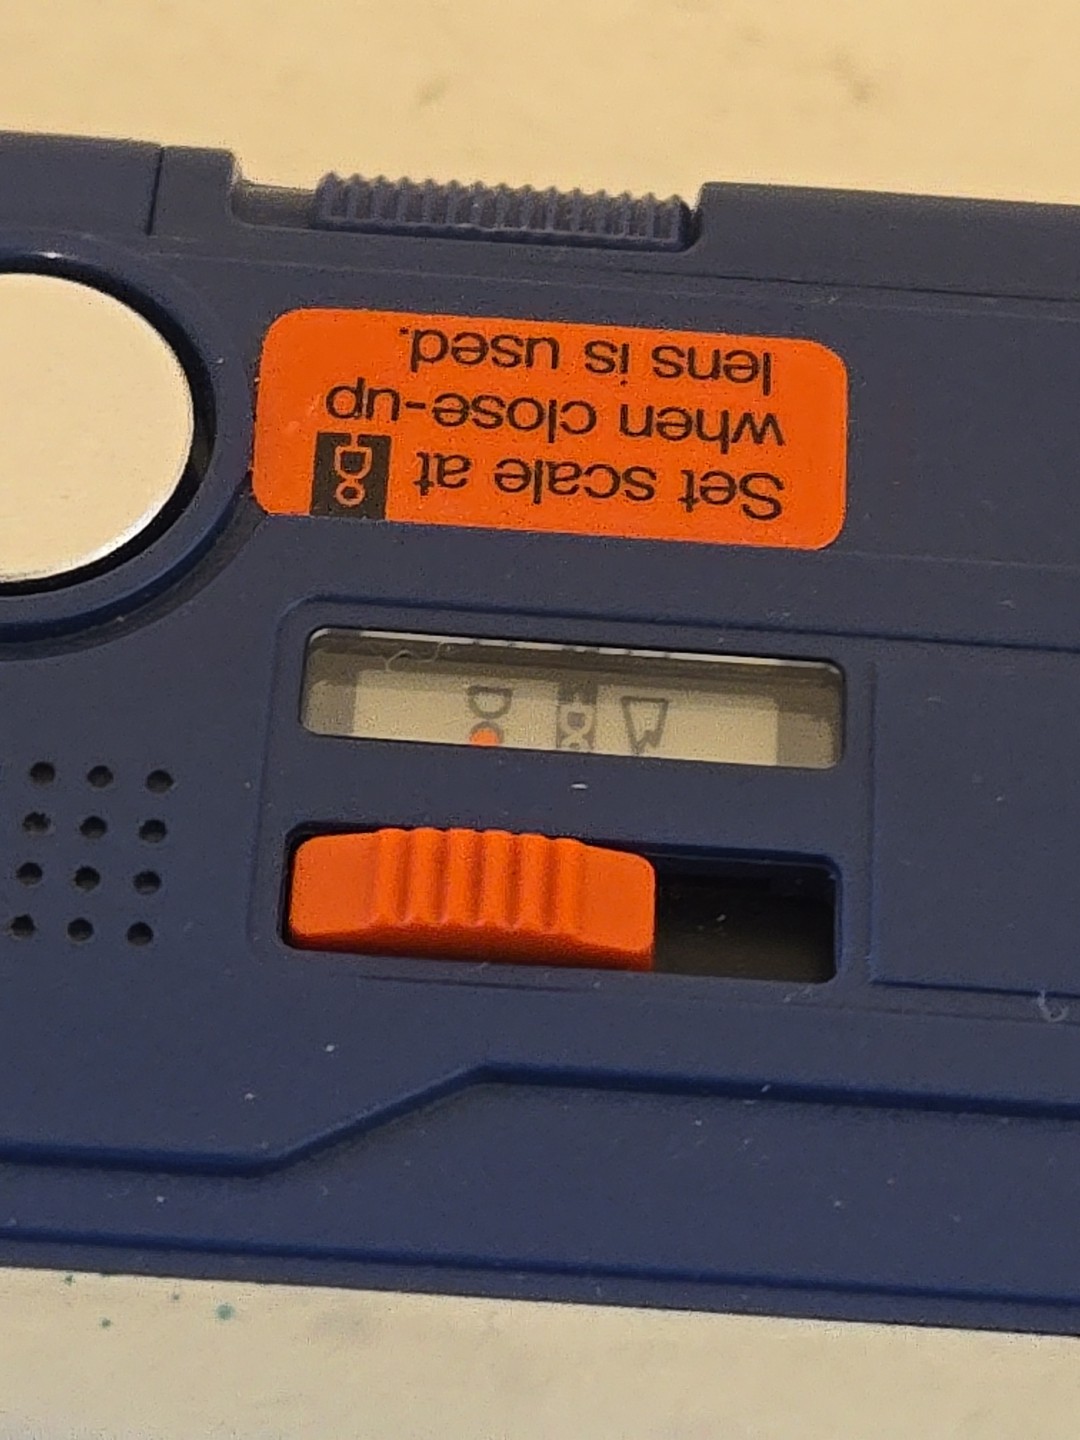 Set scale at
when close-up
lens is used.